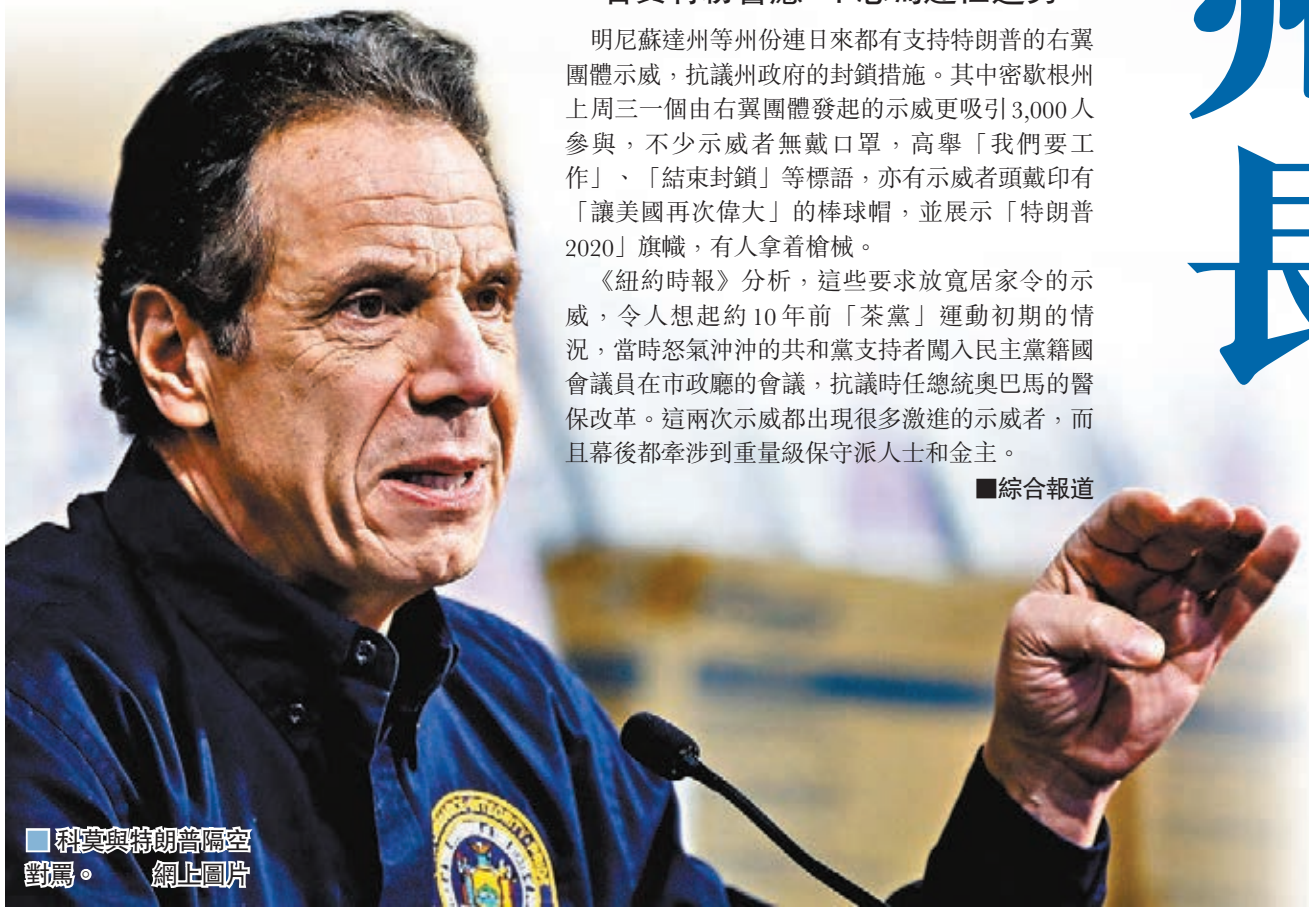 明尼蘇達州等州份連日來都有支持特朗普的右翼
團體示威，抗議州政府的封鎖措施。其中密歇根州
上周三一個由右翼團體發起的示威更吸引3,000人
參與，不少示威者無戴口罩，高舉「我們要工
作」、「結束封鎖」等標語，亦有示威者頭戴印有
「讓美國再次偉大」的棒球帽，並展示「特朗普
2020」旗幟，有人拿着槍械。
《紐約時報》分析，這些要求放寬居家令的示
威，令人想起約10年前「茶黨」運動初期的情
況，當時怒氣沖沖的共和黨支持者闖入民主黨籍國
會議員在市政廳的會議，抗議時任總統奧巴馬的醫
保改革。這兩次示威都出現很多激進的示威者，而
且幕後都牽涉到重量級保守派人士和金主。
■綜合報道
州
長
INTEGRITY·PRIDE
■科莫與特朗普隔空
對罵。 網上圖片